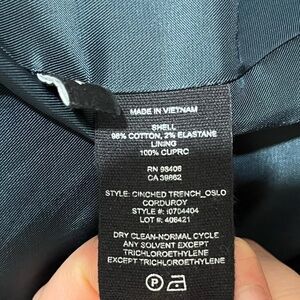 MADE IN VIETNAM
SHELL
98% COTTON, 2% ELASTANE
LINING
100% CUPRO
RN 98406
CA 39862
STYLE: CINCHED TRENCH_OSLO
CORDUROY
STYLE #: I0704404
LOT #: 406421
DRY CLEAN-NORMAL CYCLE
ANY SOLVENT EXCEPT
TRICHLOROETHYLENE
EXCEPT TRICHLOROETHYLENE
P